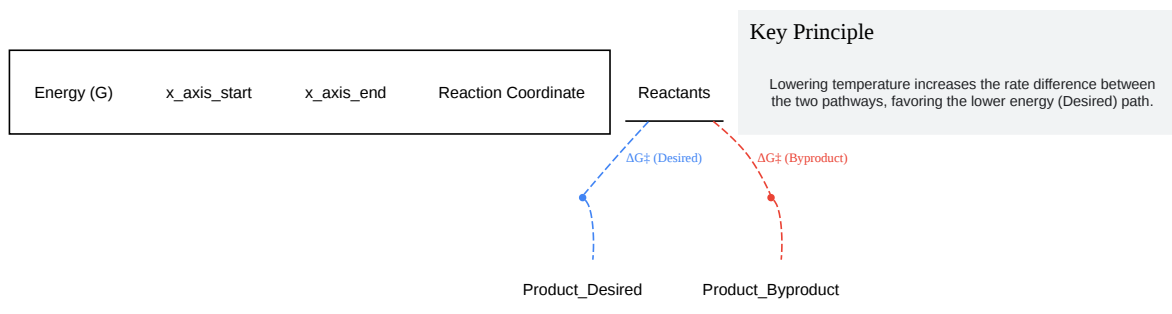 Key Principle
Lowering temperature increases the rate difference between
the two pathways, favoring the lower energy (Desired) path.
Energy (G)
x_axis_start
x_axis_end
Reaction Coordinate
Reactants
ΔG‡ (Desired)
ΔG‡ (Byproduct)
Product_Desired
Product_Byproduct